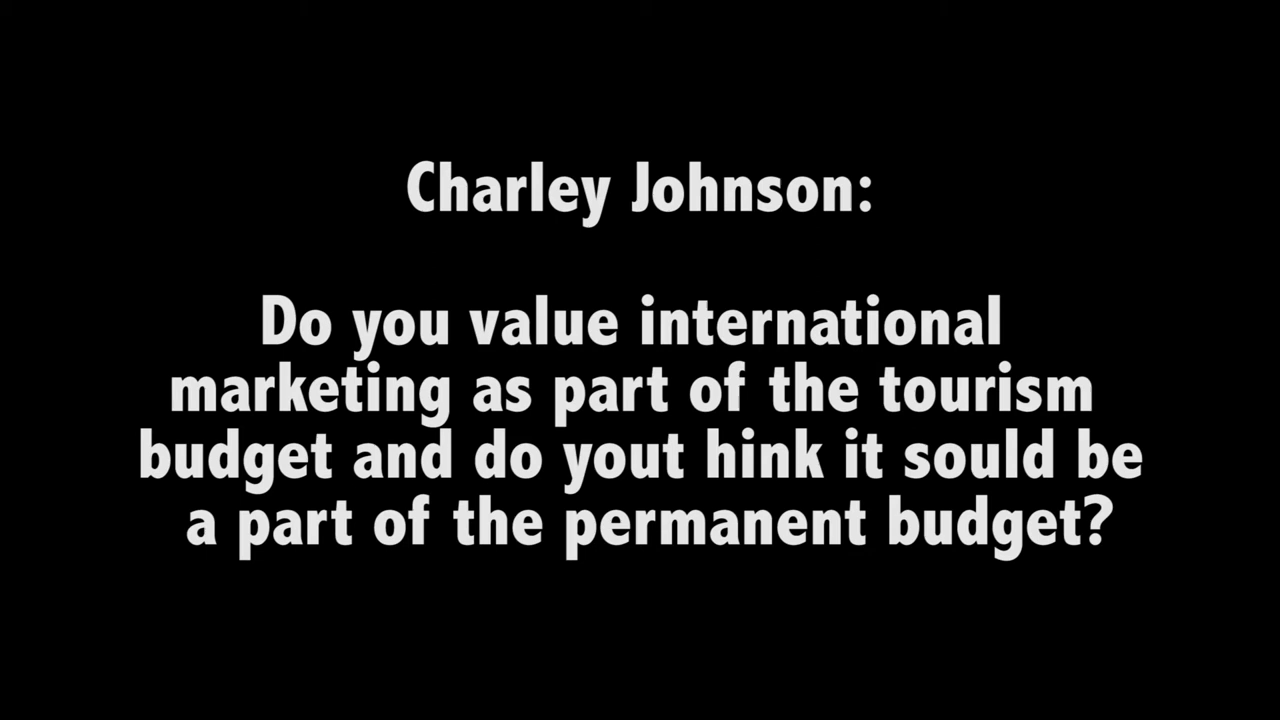 Charley Johnson:
Do you value international
marketing as part of the tourism
budget and do yout hink it sould be
a part of the permanent budget?